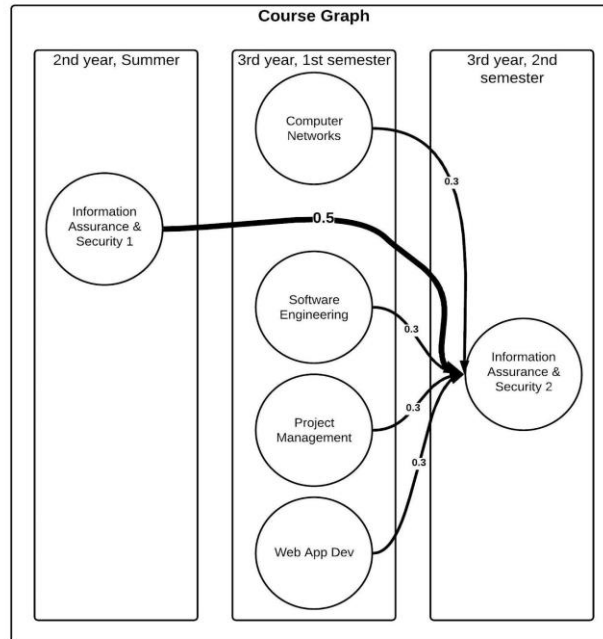 Course Graph
2nd year, Summer
3rd year, 1st semester
3rd year, 2nd
semester
Computer
Networks
0.3
Information
Assurance &
Security 1
0.5
Software
Engineering
0.3
Information
Assurance &
Security 2
Project
Management
0.3
0.3
Web App Dev